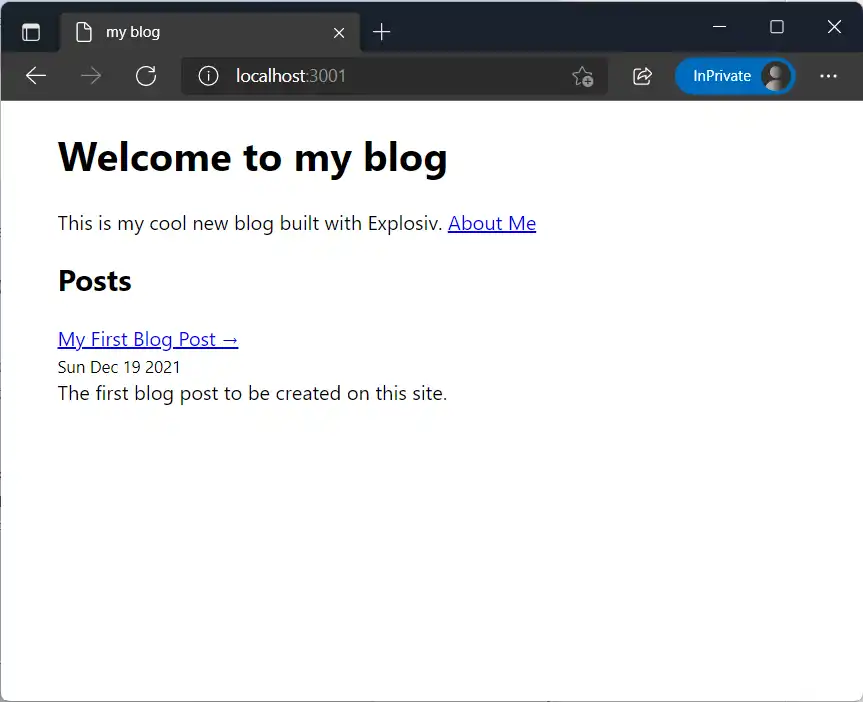 my blog
localhost:3001
InPrivate
Welcome to my blog
This is my cool new blog built with Explosiv. About Me
Posts
My First Blog Post →
Sun Dec 19 2021
The first blog post to be created on this site.